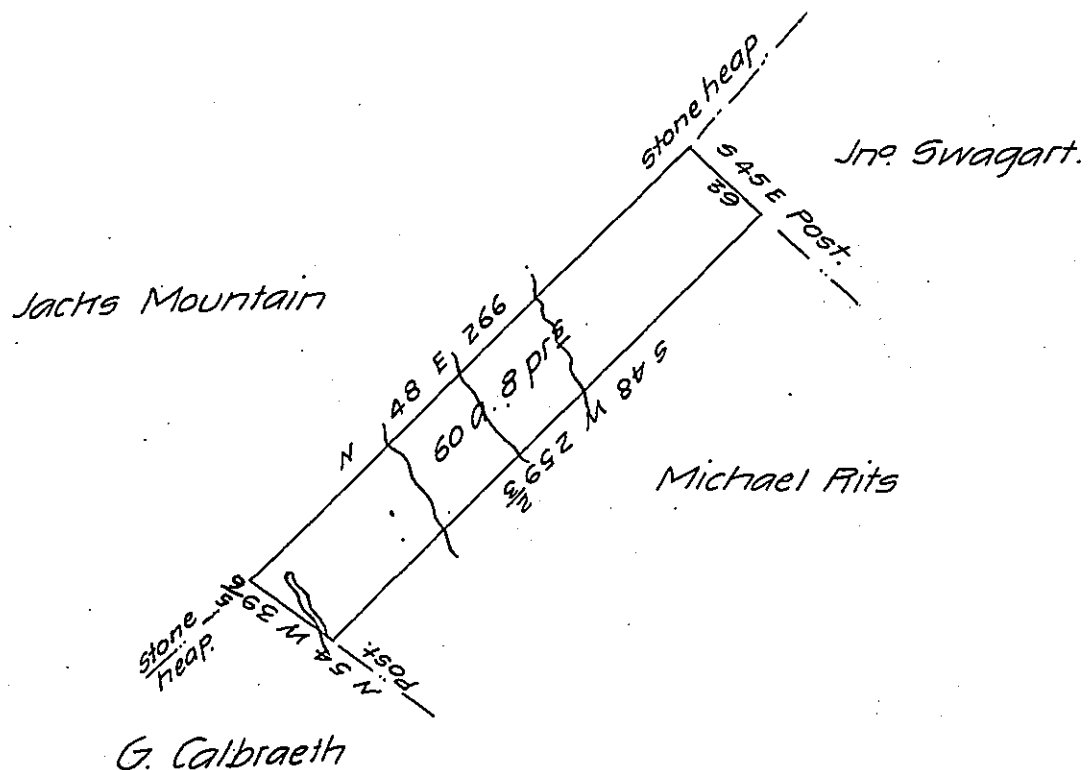 Stone heap
Jno. Swagart.
S 45 E Post.
39
Jacks Mountain
N 48 E 266
60 a.. 8 prs
S 48 W 259 2/3
Michael Rits
N 54 W 39 5/6
Post.
Stone
heap.
G. Calbraeth